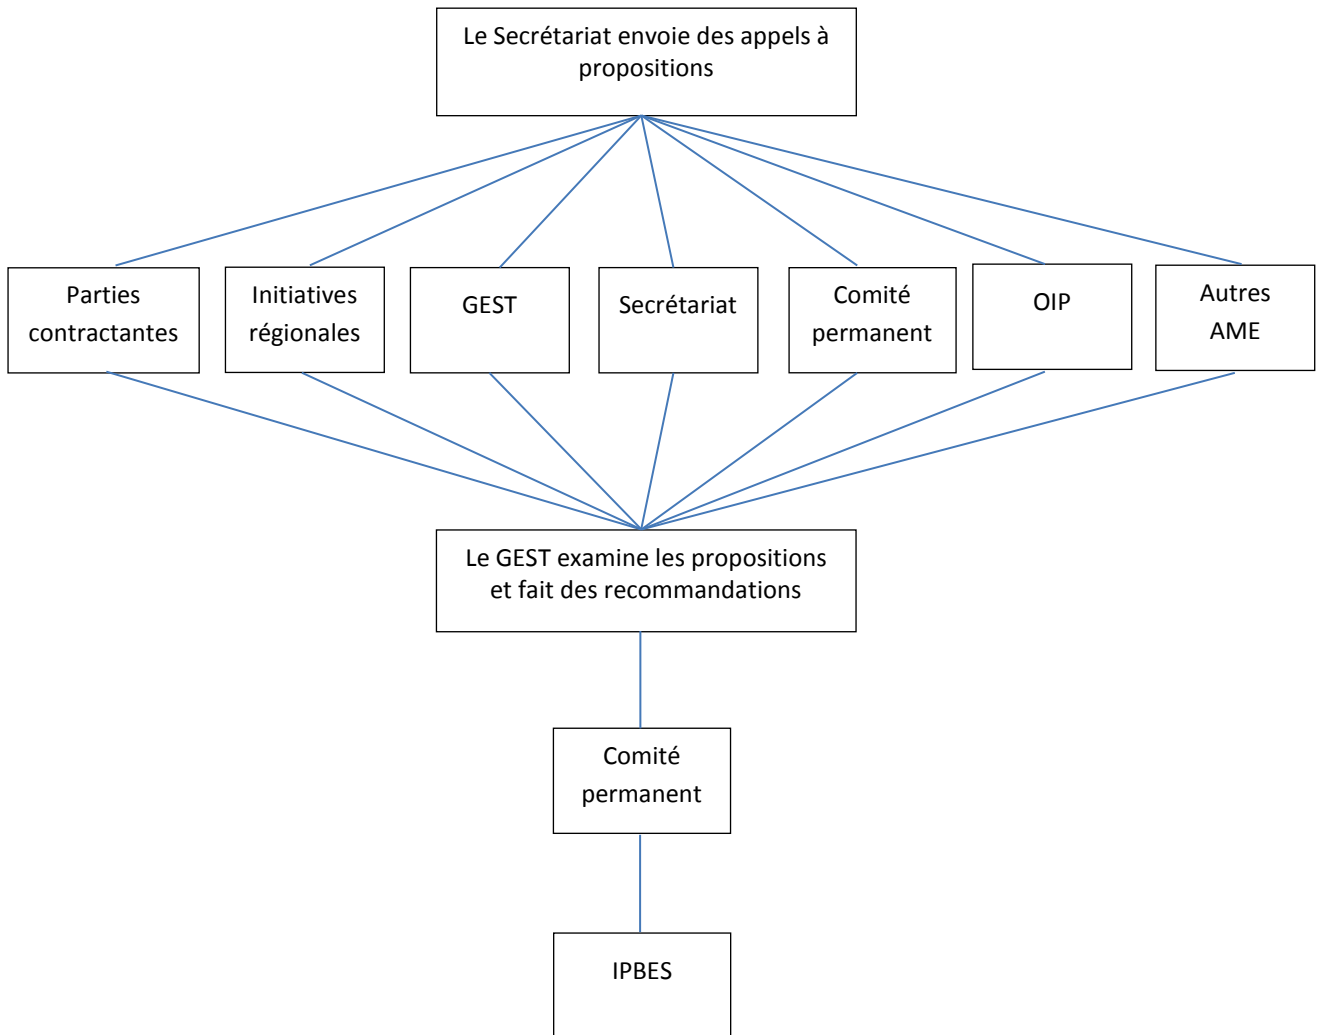 Le Secrétariat envoie des appels à
propositions
Parties
contractantes
Initiatives
régionales
GEST
Secrétariat
Comité
permanent
OIP
Autres
AME
Le GEST examine les propositions
et fait des recommandations
Comité
permanent
IPBES